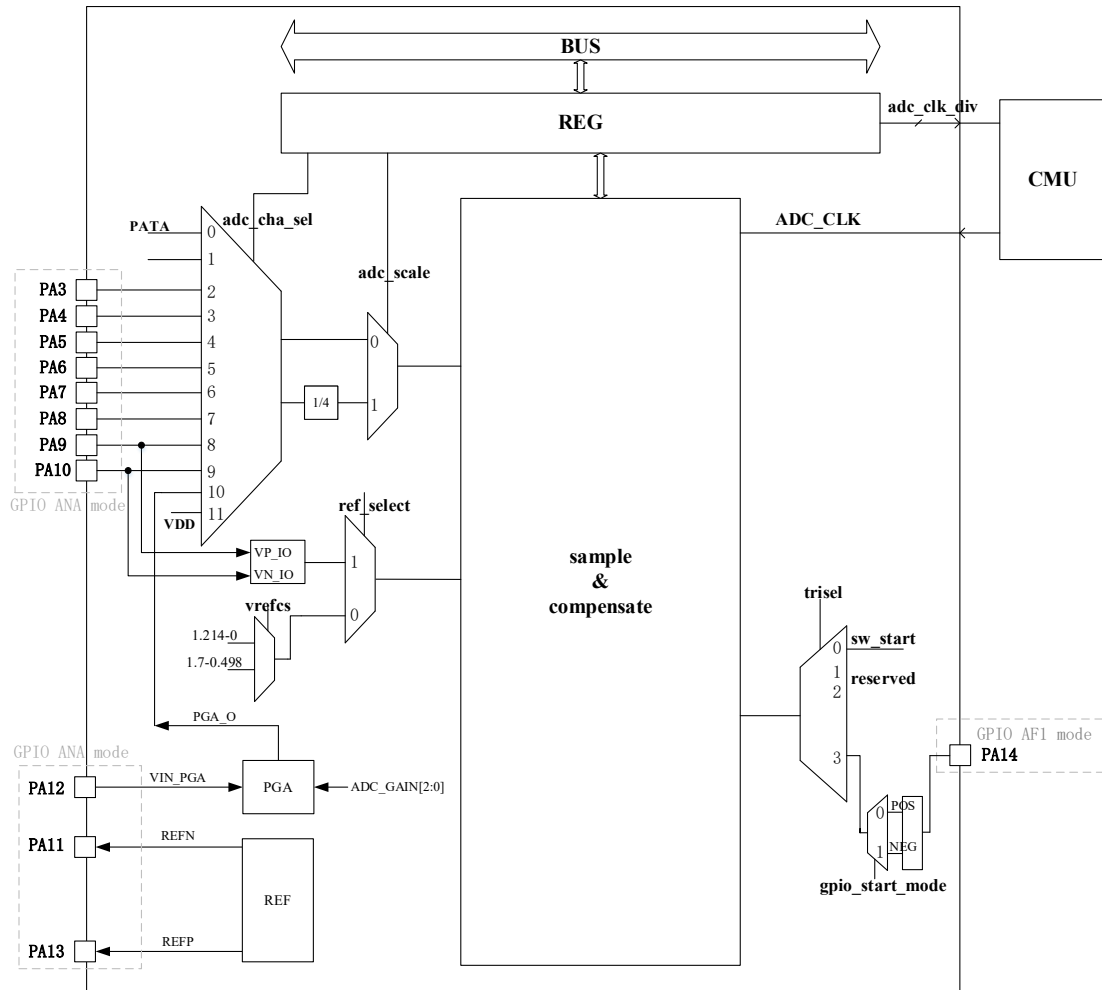 BUS
adc_clk_div
REG
CMU
adc_cha_sel
PATA
0
1
ADC_CLK
adc_scale
PA3
2
PA4
3
PA5
4
0
PA6
5
PA7
6
1/4
1
PA8
7
PA9
8
PA10
9
GPIO ANA mode
10
VDD
11
ref_select
VP_IO
VN_IO
1
sample
&
compensate
vrefcs
0
trisel
1.214-0
1.7-0.498
0
sw_start
1
reserved
2
PGA_O
GPIO ANA mode
GPIO AF1 mode
PA14
3
PA12
VIN_PGA
PGA
ADC_GAIN[2:0]
0
POS
PA11
REFN
1
NEG
gpio_start_mode
REF
PA13
REFP